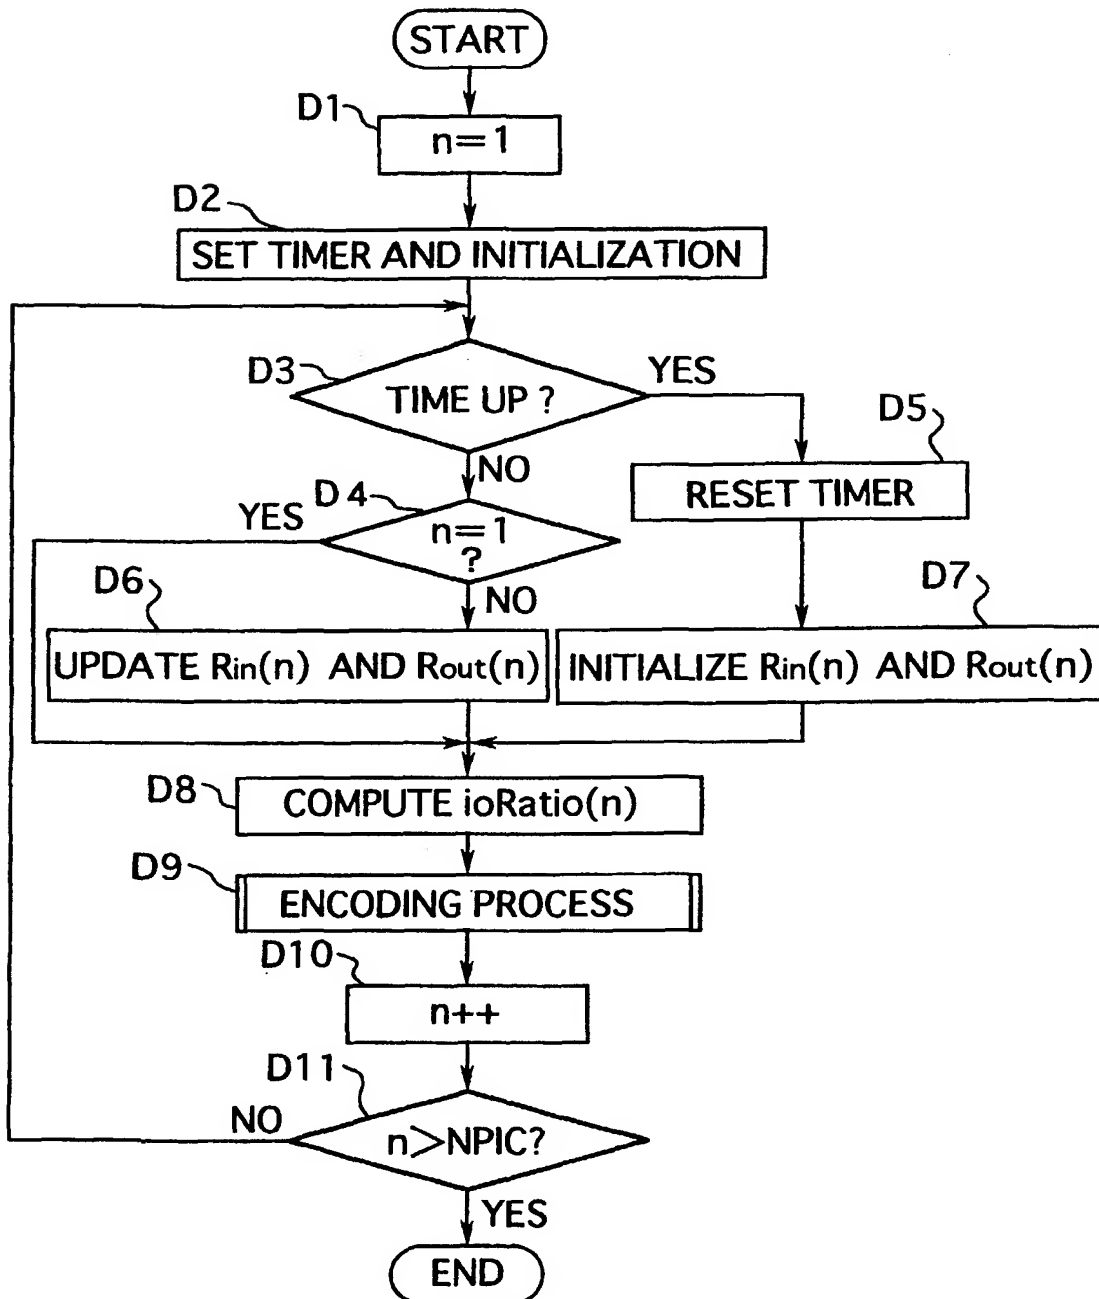 START
D1
n=1
D2
SET TIMER AND INITIALIZATION
D3
TIME UP ?
YES
D5
NO
RESET TIMER
D4
YES
n=1
?
D6
NO
D7
UPDATE Rin(n) AND Rout(n)
INITIALIZE Rin(n) AND Rout(n)
D8
COMPUTE ioRatio(n)
D9
ENCODING PROCESS
D10
n++
D11
NO
n>NPIC?
YES
END